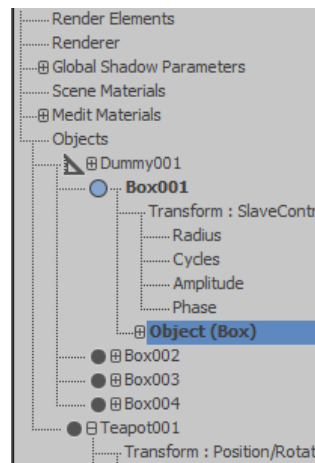 Render Elements
Renderer
Global Shadow Parameters
Scene Materials
Medit Materials
Objects
Dummy001
Box001
Transform : SlaveContr
Radius
Cycles
Amplitude
Phase
Object (Box)
Box002
Box003
Box004
Teapot001
Transform : Position/Rotat